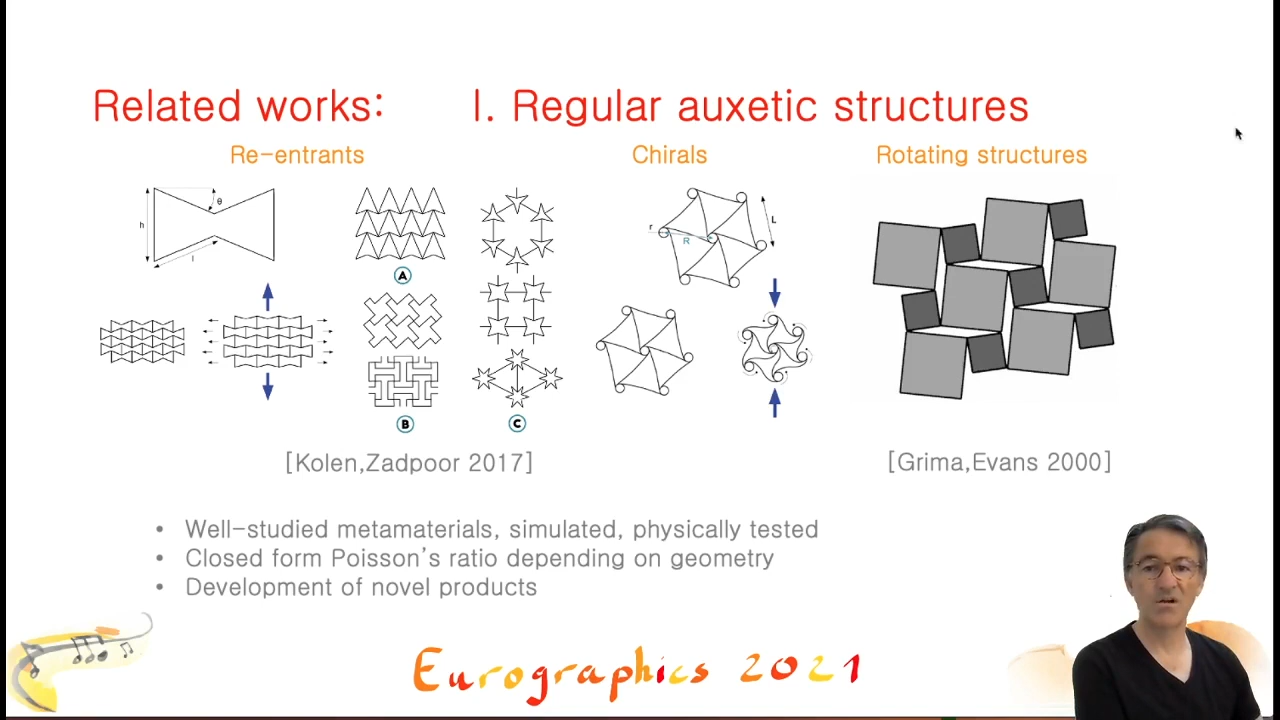 Related works: I. Regular auxetic structures
Re-entrants
Chirals
Rotating structures
h
θ
l
A
B
C
r
R
L
[Kolen,Zadpoor 2017]
[Grima,Evans 2000]
• Well-studied metamaterials, simulated, physically tested
• Closed form Poisson's ratio depending on geometry
• Development of novel products
Eurographics 2021